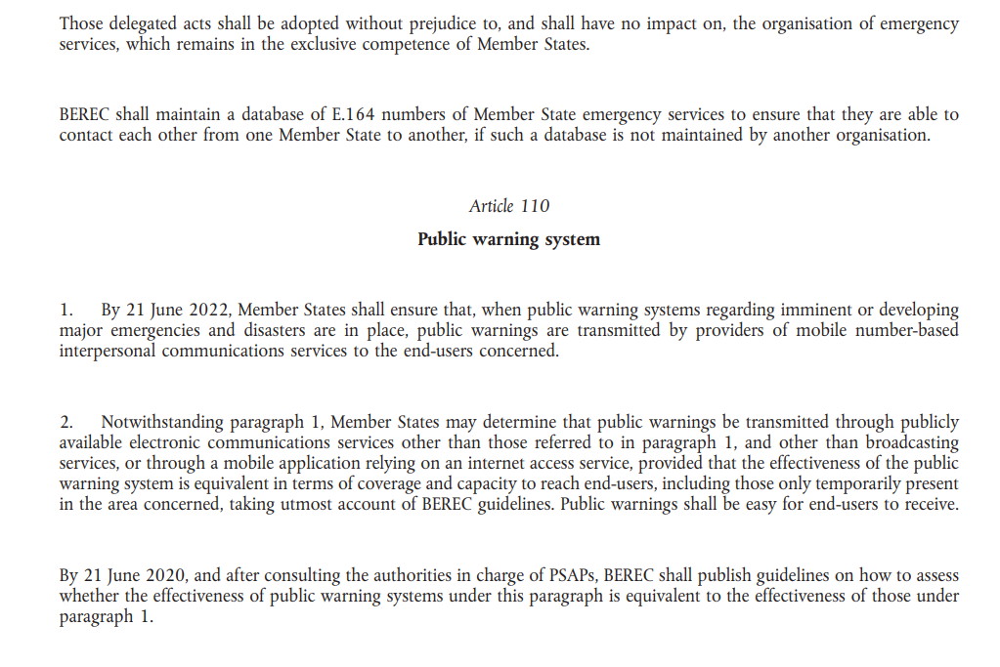 Those delegated acts shall be adopted without prejudice to, and shall have no impact on, the organisation of emergency
services, which remains in the exclusive competence of Member States.
BEREC shall maintain a database of E.164 numbers of Member State emergency services to ensure that they are able to
contact each other from one Member State to another, if such a database is not maintained by another organisation.
Article 110
Public warning system
1. By 21 June 2022, Member States shall ensure that, when public warning systems regarding imminent or developing
major emergencies and disasters are in place, public warnings are transmitted by providers of mobile number-based
interpersonal communications services to the end-users concerned.
2. Notwithstanding paragraph 1, Member States may determine that public warnings be transmitted through publicly
available electronic communications services other than those referred to in paragraph 1, and other than broadcasting
services, or through a mobile application relying on an internet access service, provided that the effectiveness of the public
warning system is equivalent in terms of coverage and capacity to reach end-users, including those only temporarily present
in the area concerned, taking utmost account of BEREC guidelines. Public warnings shall be easy for end-users to receive.
By 21 June 2020, and after consulting the authorities in charge of PSAPs, BEREC shall publish guidelines on how to assess
whether the effectiveness of public warning systems under this paragraph is equivalent to the effectiveness of those under
paragraph 1.